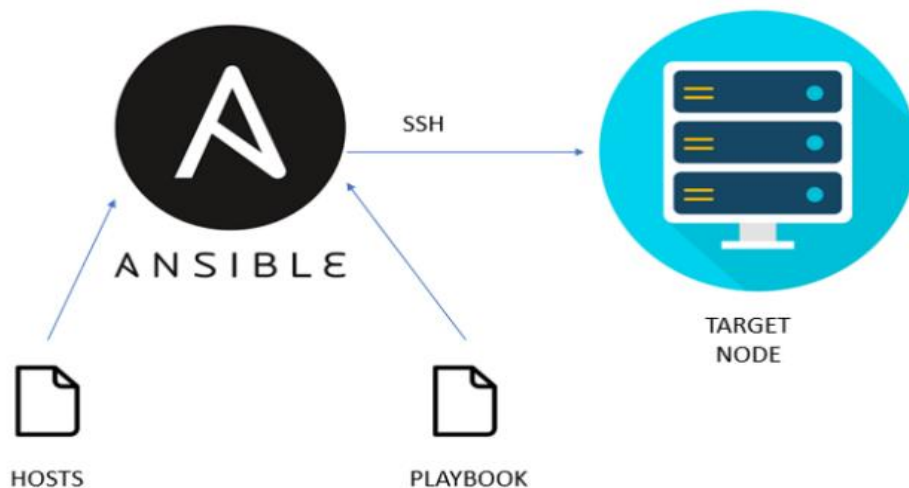 SSH
ANSIBLE
TARGET
NODE
HOSTS
PLAYBOOK